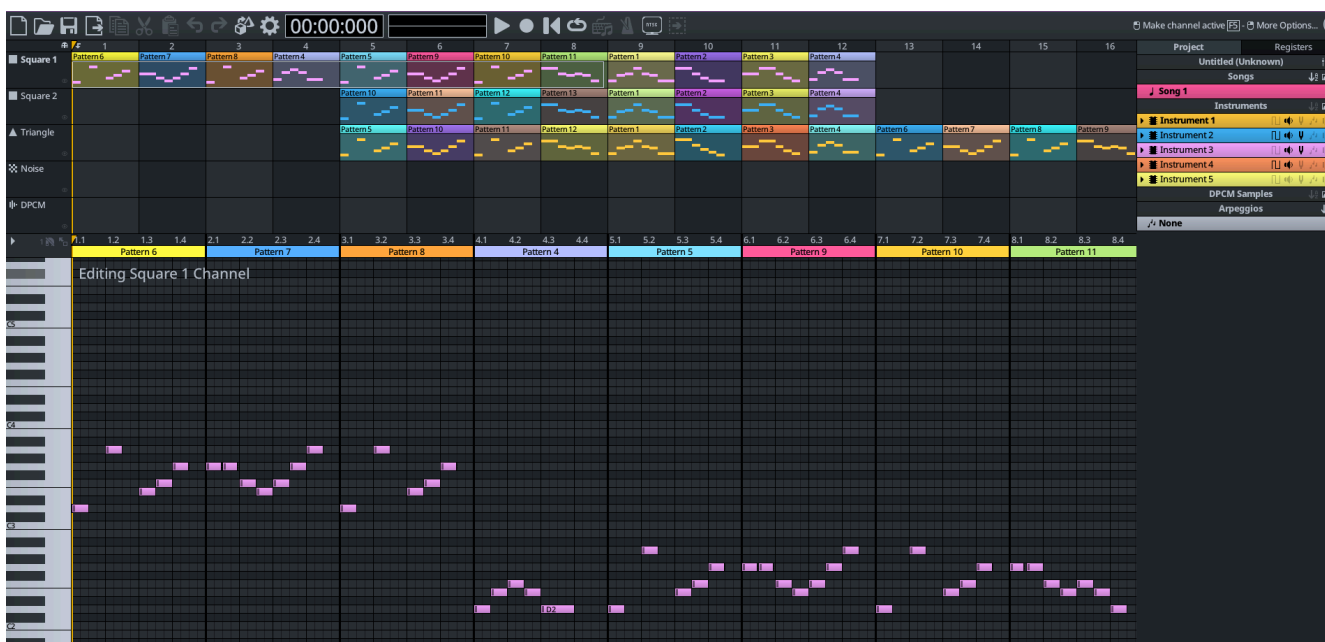 00:00:000
Make channel active F5 - More Options...
1 2 3 4 5 6 7 8 9 10 11 12 13 14 15 16
Project Registers
Square 1
Pattern 6 Pattern 7 Pattern 8 Pattern 4 Pattern 5 Pattern 9 Pattern 10 Pattern 11 Pattern 1 Pattern 2 Pattern 3 Pattern 4
Untitled (Unknown)
Songs
Song 1
Square 2
Pattern 10 Pattern 11 Pattern 12 Pattern 13 Pattern 1 Pattern 2 Pattern 3 Pattern 4
Instruments
Instrument 1
Triangle
Pattern 5 Pattern 10 Pattern 11 Pattern 12 Pattern 1 Pattern 2 Pattern 3 Pattern 4 Pattern 6 Pattern 7 Pattern 8 Pattern 9
Instrument 2
Instrument 3
Noise
Instrument 4
Instrument 5
DPCM Samples
DPCM
Arpeggios
None
1.1 1.2 1.3 1.4 2.1 2.2 2.3 2.4 3.1 3.2 3.3 3.4 4.1 4.2 4.3 4.4 5.1 5.2 5.3 5.4 6.1 6.2 6.3 6.4 7.1 7.2 7.3 7.4 8.1 8.2 8.3 8.4
Pattern 6 Pattern 7 Pattern 8 Pattern 4 Pattern 5 Pattern 9 Pattern 10 Pattern 11
Editing Square 1 Channel
C5
C4
C3
D2
C2